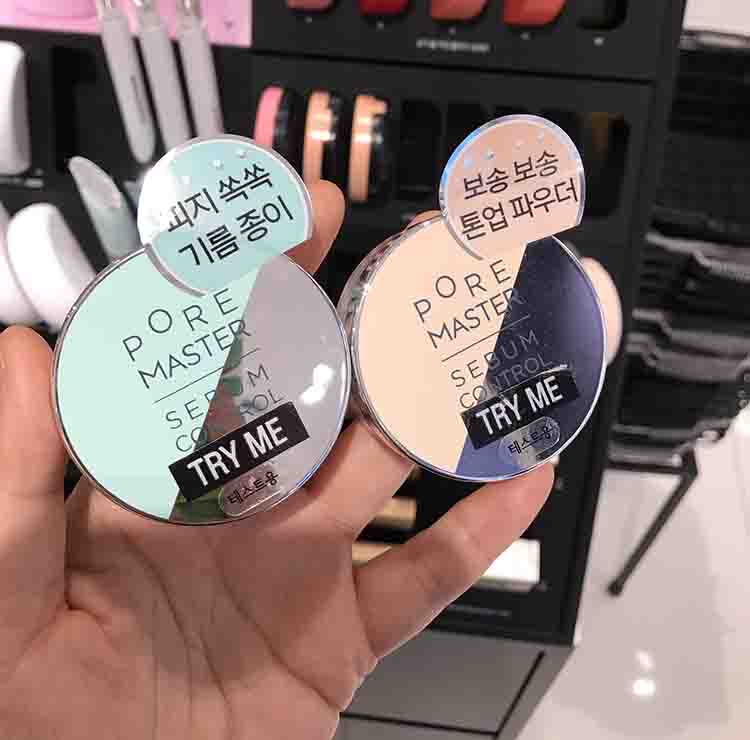 피지 쏙쏙
기름 종이
PORE
MASTER
SEBUM
CONTROL
TRY ME
테스트용
보송 보송
톤업 파우더
PORE
MASTER
SEBUM
CONTROL
TRY ME
테스트용